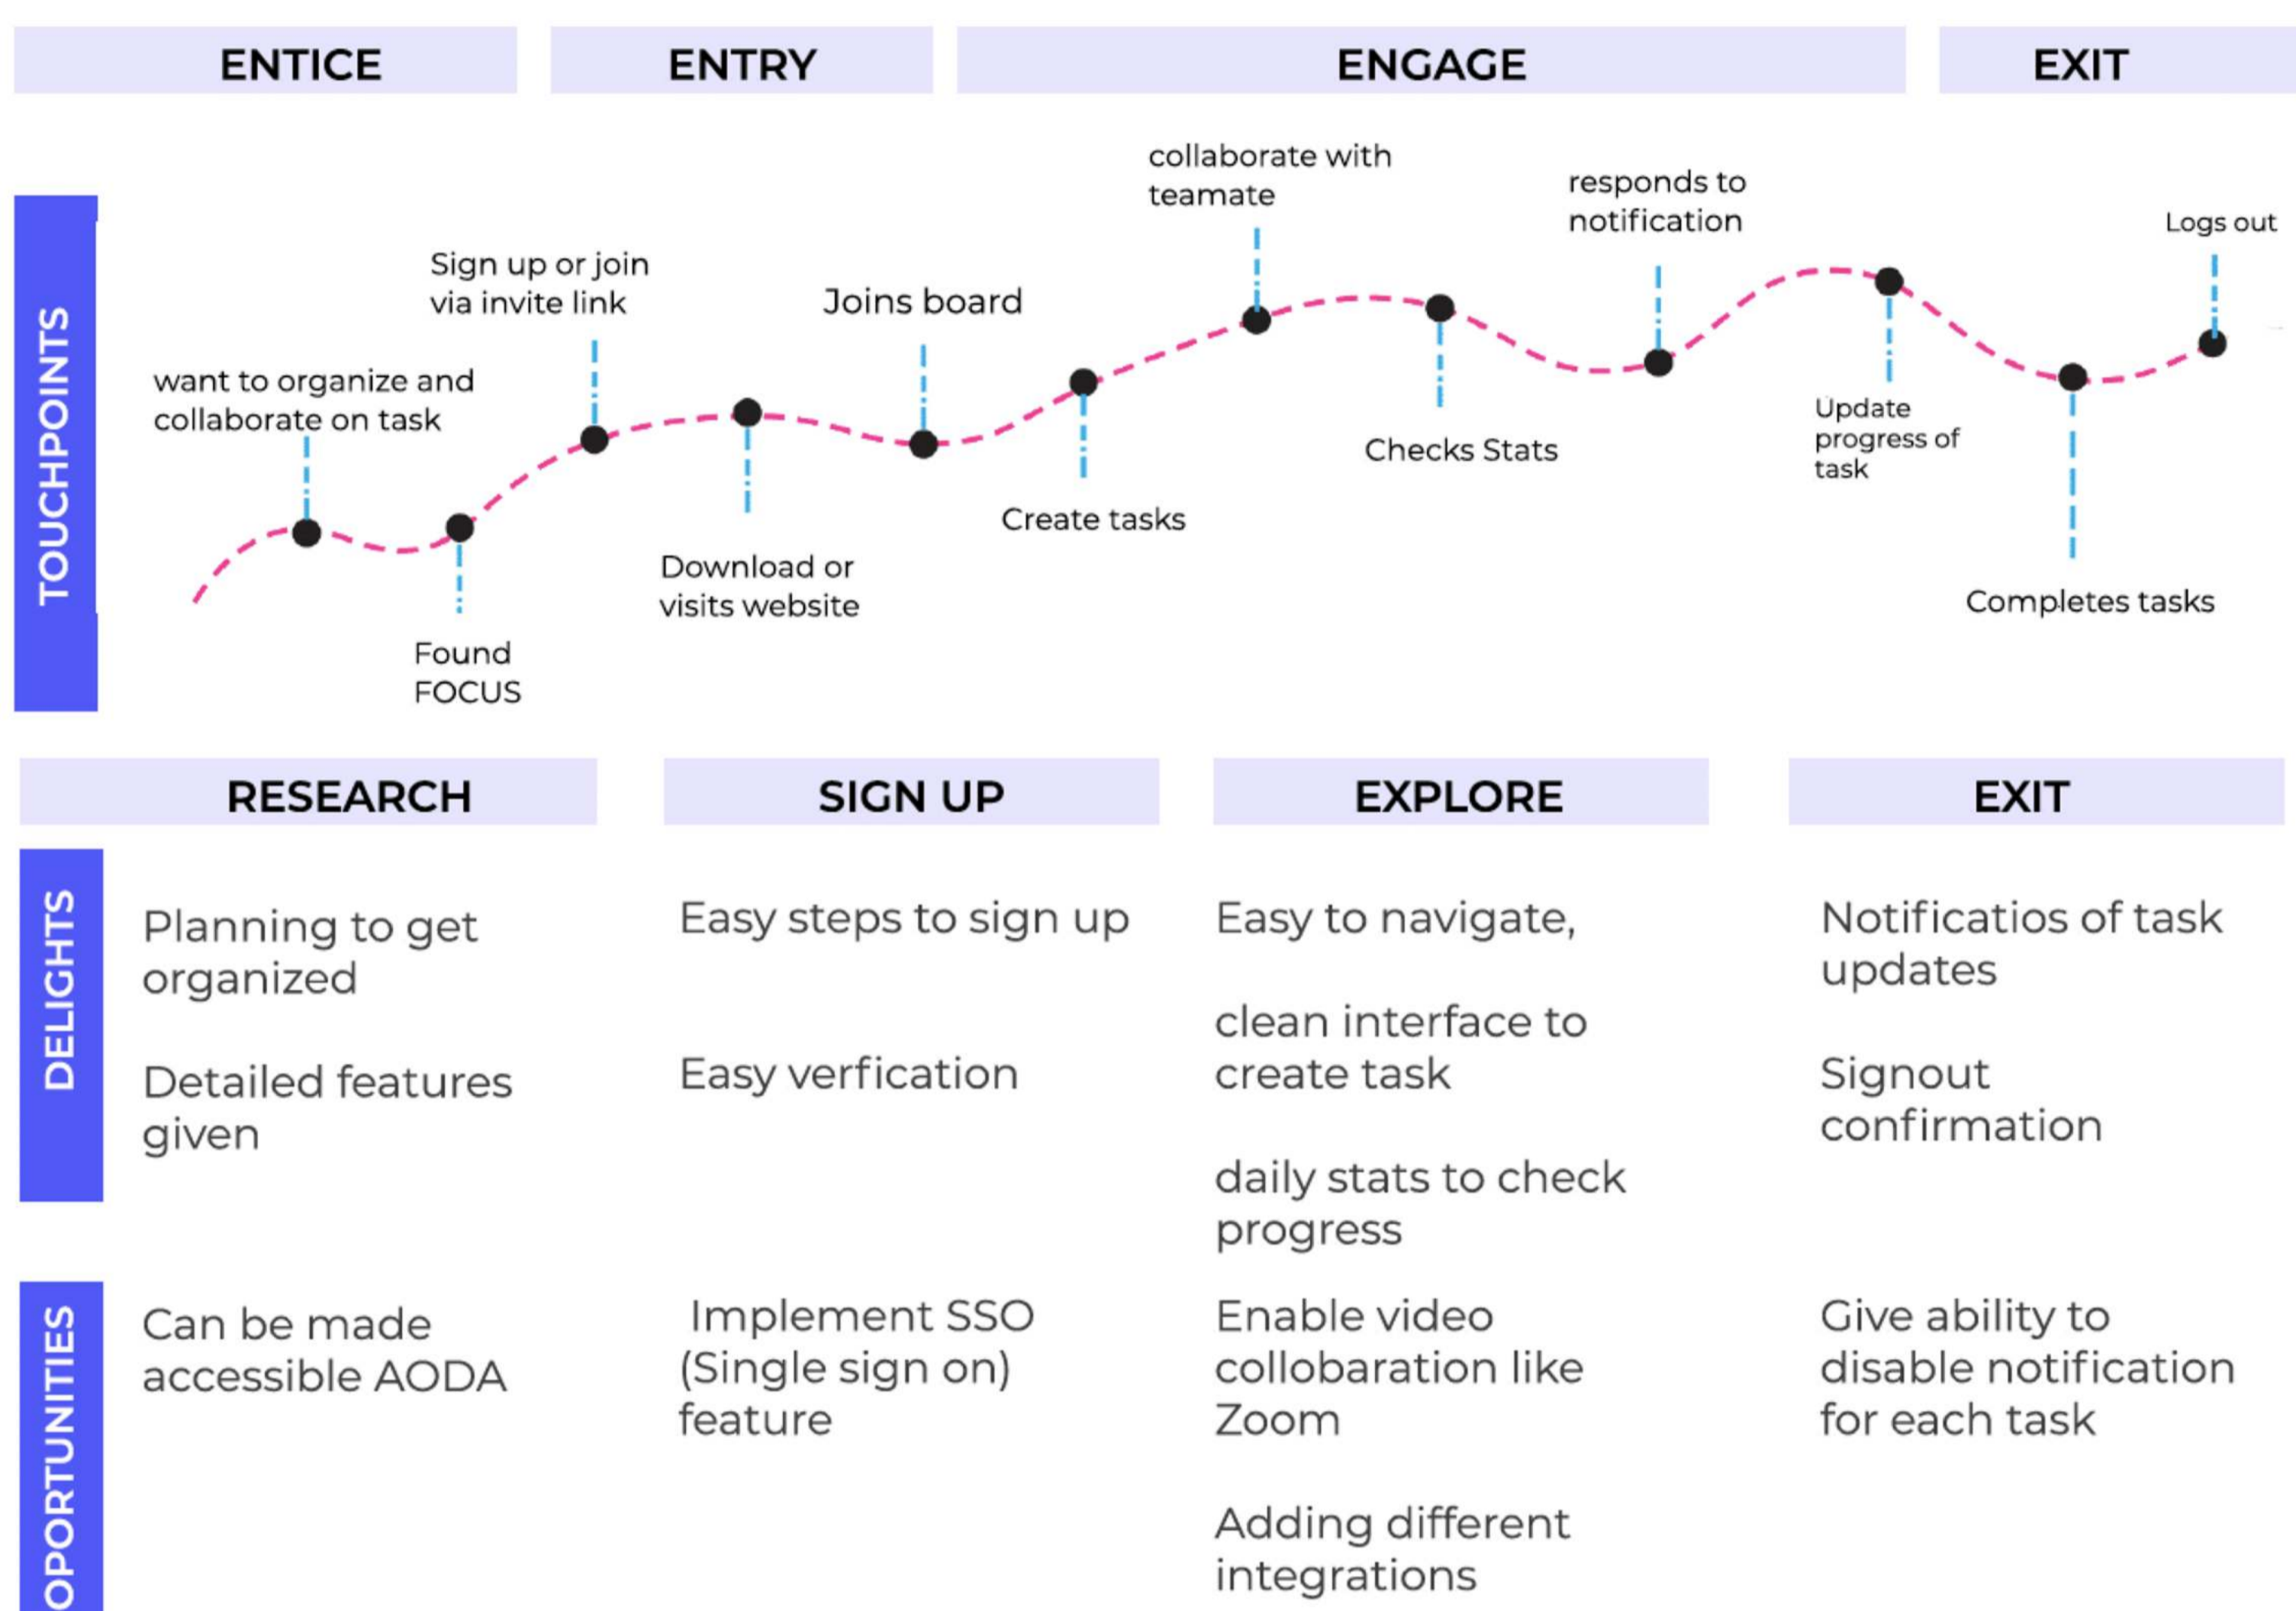 ENTICE
ENTRY
ENGAGE
EXIT
TOUCHPOINTS
want to organize and
collaborate on task
Found
FOCUS
Sign up or join
via invite link
Download or
visits website
Joins board
Create tasks
collaborate with
teamate
Checks Stats
responds to
notification
Update
progress of
task
Completes tasks
Logs out
RESEARCH
SIGN UP
EXPLORE
EXIT
DELIGHTS
Planning to get
organized
Detailed features
given
Easy steps to sign up
Easy verfication
Easy to navigate,
clean interface to
create task
daily stats to check
progress
Notificatios of task
updates
Signout
confirmation
OPORTUNITIES
Can be made
accessible AODA
Implement SSO
(Single sign on)
feature
Enable video
collobaration like
Zoom
Adding different
integrations
Give ability to
disable notification
for each task